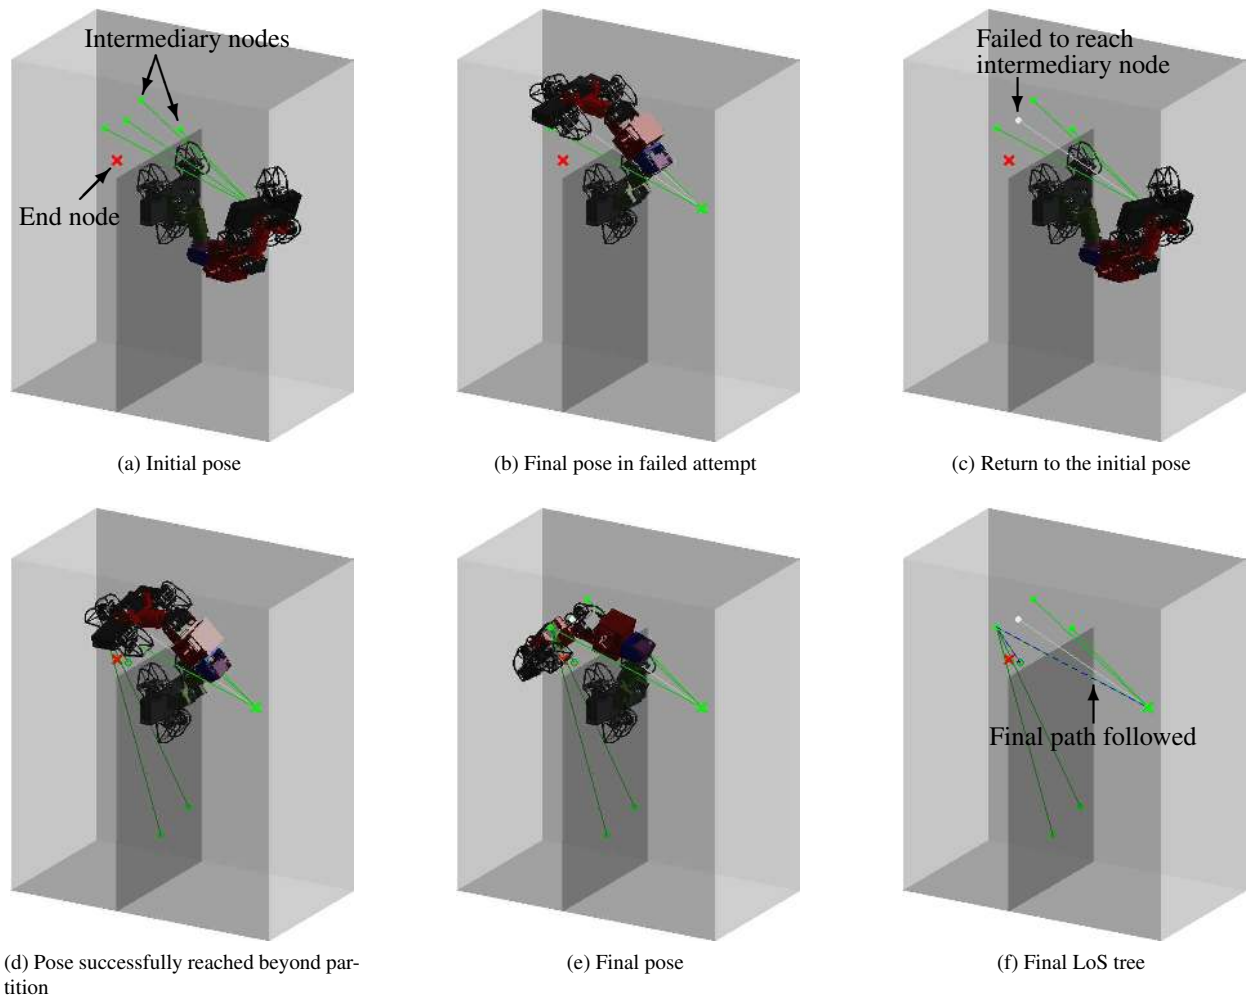 Intermediary nodes
End node
(a) Initial pose
(b) Final pose in failed attempt
Failed to reach
intermediary node
(c) Return to the initial pose
(d) Pose successfully reached beyond par-
tition
(e) Final pose
Final path followed
(f) Final LoS tree